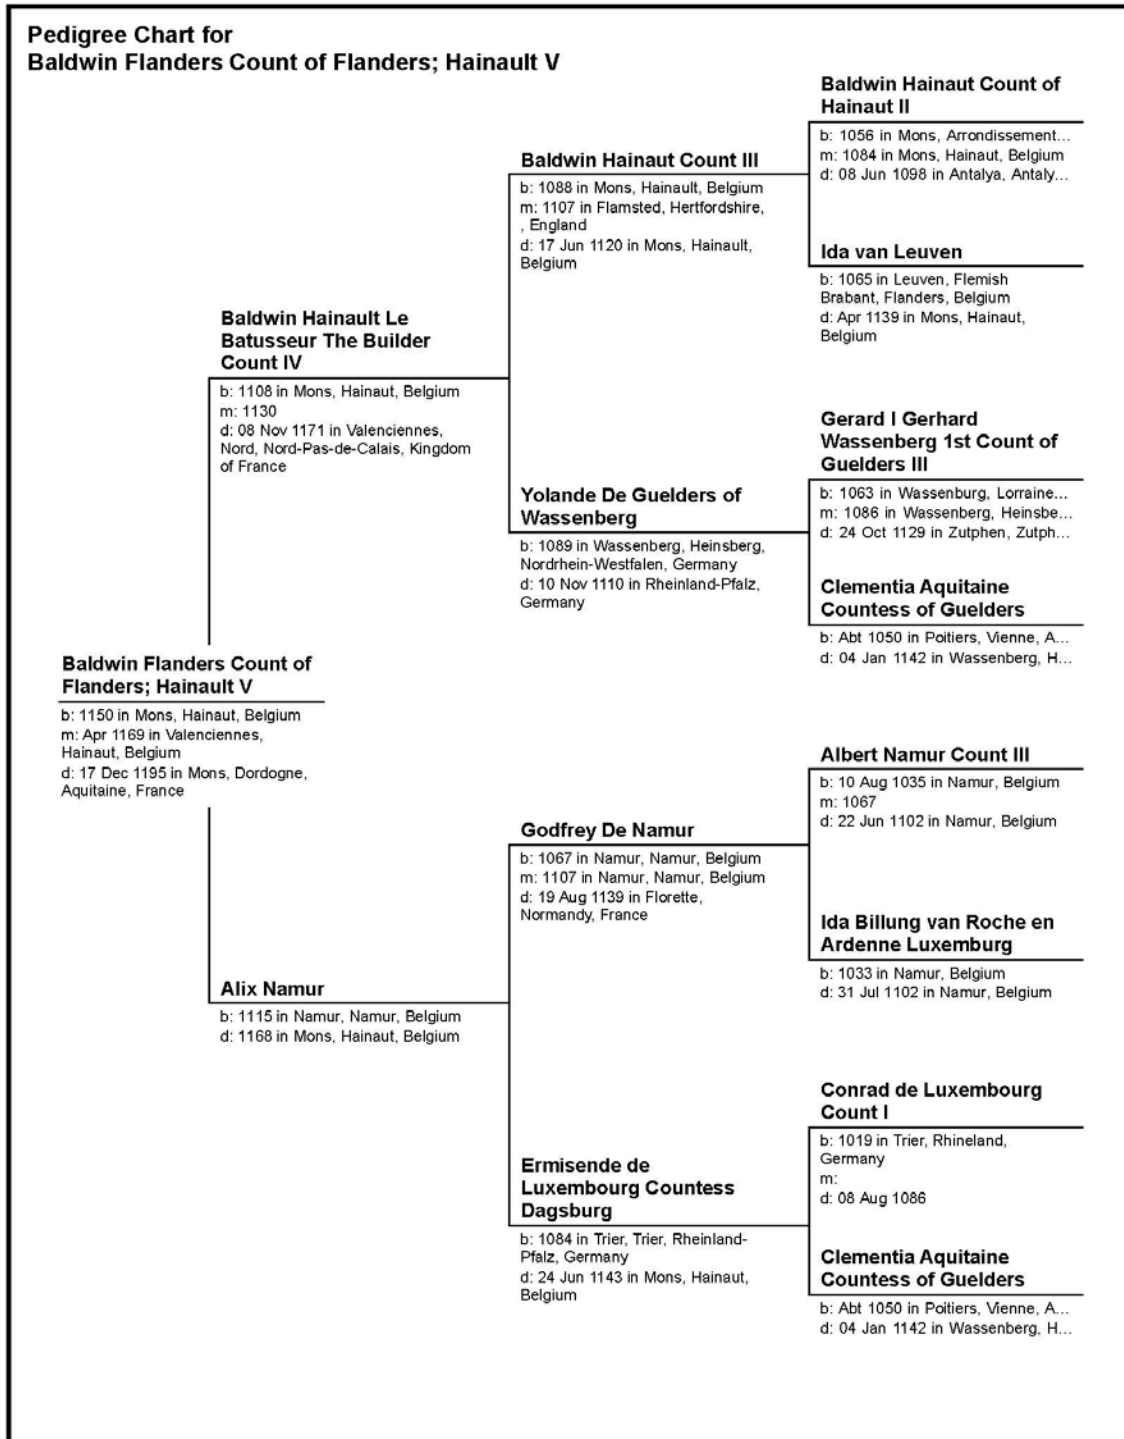 Pedigree Chart for
Baldwin Flanders Count of Flanders; Hainault V
Baldwin Hainaut Count of
Hainaut II
b: 1056 in Mons, Arrondissement...
m: 1084 in Mons, Hainaut, Belgium
d: 08 Jun 1098 in Antalya, Antaly...
Baldwin Hainaut Count III
b: 1088 in Mons, Hainault, Belgium
m: 1107 in Flamsted, Hertfordshire,
, England
d: 17 Jun 1120 in Mons, Hainault,
Belgium
Ida van Leuven
b: 1065 in Leuven, Flemish
Brabant, Flanders, Belgium
d: Apr 1139 in Mons, Hainaut,
Belgium
Baldwin Hainault Le
Batusseur The Builder
Count IV
b: 1108 in Mons, Hainaut, Belgium
m: 1130
d: 08 Nov 1171 in Valenciennes,
Nord, Nord-Pas-de-Calais, Kingdom
of France
Gerard I Gerhard
Wassenberg 1st Count of
Guelders III
b: 1063 in Wassenburg, Lorraine...
m: 1086 in Wassenberg, Heinsbe...
d: 24 Oct 1129 in Zutphen, Zutph...
Yolande De Guelders of
Wassenberg
b: 1089 in Wassenberg, Heinsberg,
Nordrhein-Westfalen, Germany
d: 10 Nov 1110 in Rheinland-Pfalz,
Germany
Clementia Aquitaine
Countess of Guelders
b: Abt 1050 in Poitiers, Vienne, A...
d: 04 Jan 1142 in Wassenberg, H...
Baldwin Flanders Count of
Flanders; Hainault V
b: 1150 in Mons, Hainaut, Belgium
m: Apr 1169 in Valenciennes,
Hainaut, Belgium
d: 17 Dec 1195 in Mons, Dordogne,
Aquitaine, France
Albert Namur Count III
b: 10 Aug 1035 in Namur, Belgium
m: 1067
d: 22 Jun 1102 in Namur, Belgium
Godfrey De Namur
b: 1067 in Namur, Namur, Belgium
m: 1107 in Namur, Namur, Belgium
d: 19 Aug 1139 in Florette,
Normandy, France
Ida Billung van Roche en
Ardenne Luxemburg
b: 1033 in Namur, Belgium
d: 31 Jul 1102 in Namur, Belgium
Alix Namur
b: 1115 in Namur, Namur, Belgium
d: 1168 in Mons, Hainaut, Belgium
Conrad de Luxembourg
Count I
b: 1019 in Trier, Rhineland,
Germany
m:
d: 08 Aug 1086
Ermisende de
Luxembourg Countess
Dagsburg
b: 1084 in Trier, Trier, Rheinland-
Pfalz, Germany
d: 24 Jun 1143 in Mons, Hainaut,
Belgium
Clementia Aquitaine
Countess of Guelders
b: Abt 1050 in Poitiers, Vienne, A...
d: 04 Jan 1142 in Wassenberg, H...